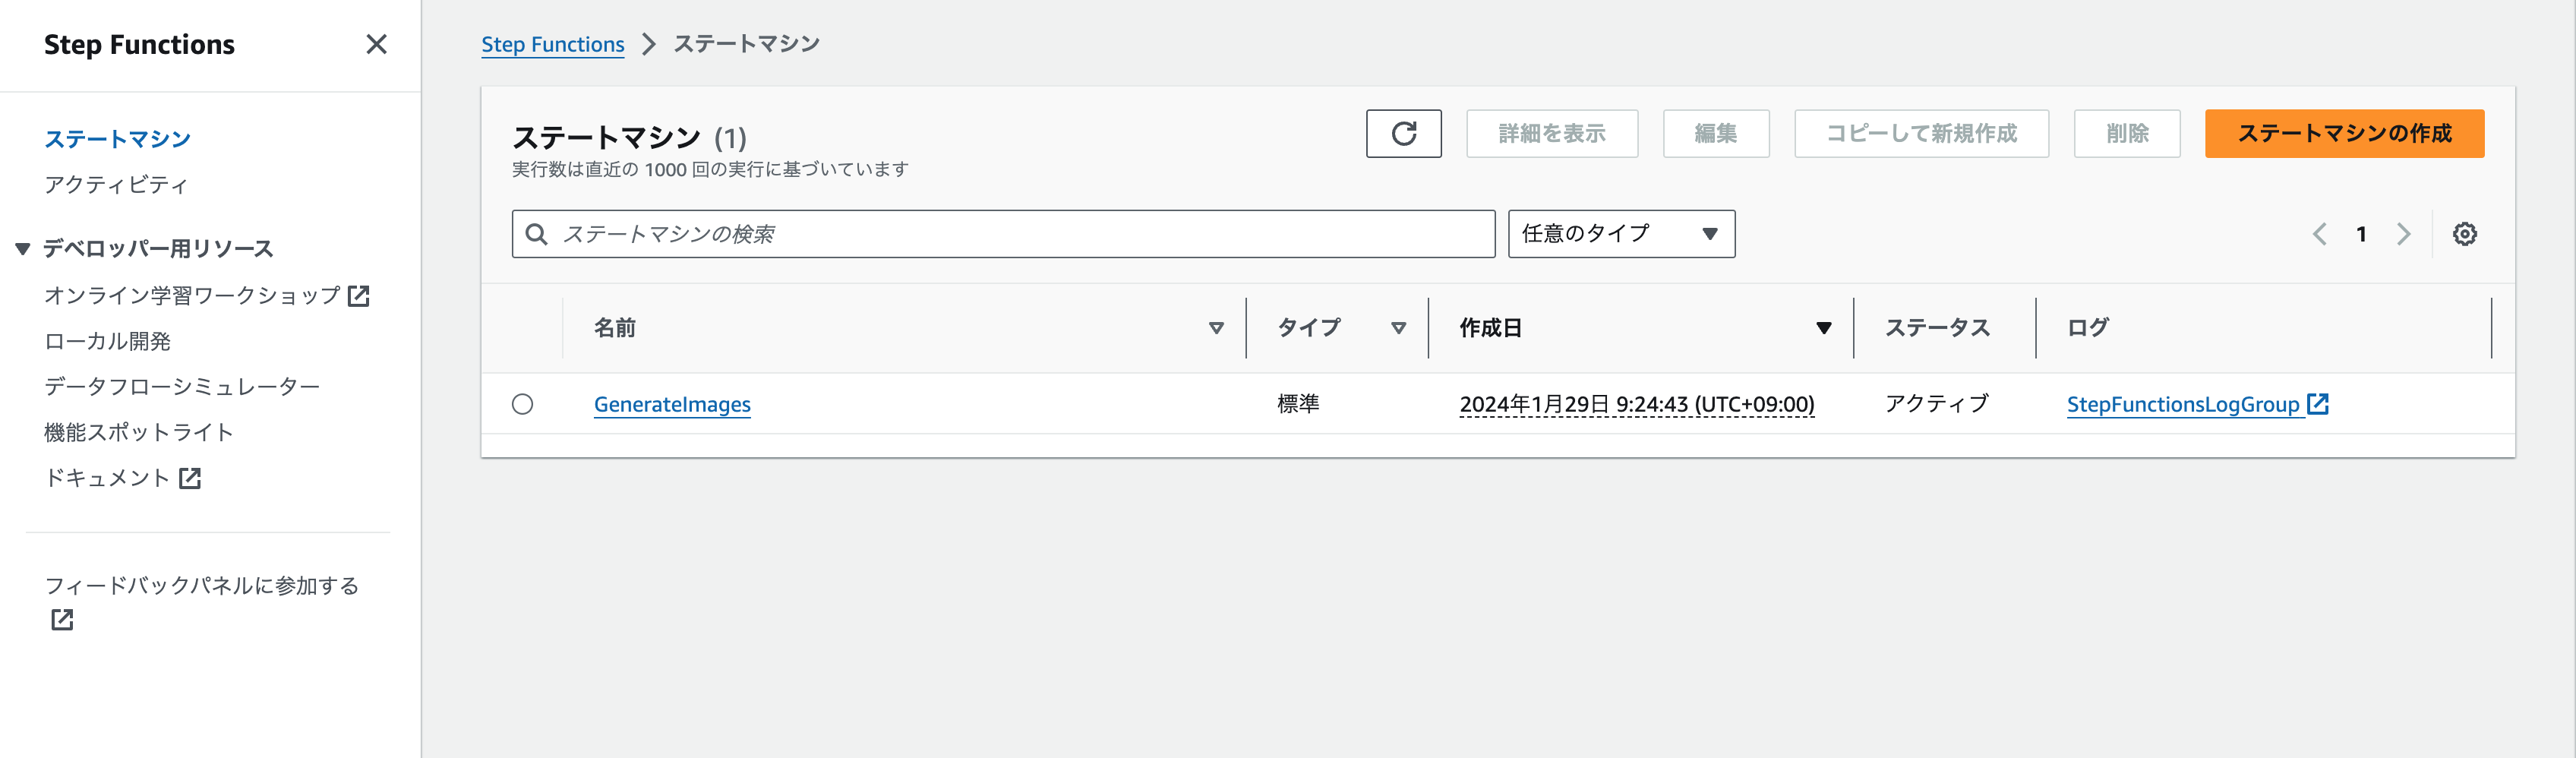 Step Functions
ステートマシン
アクティビティ
デベロッパー用リソース
オンライン学習ワークショップ
ローカル開発
データフローシミュレーター
機能スポットライト
ドキュメント
フィードバックパネルに参加する
Step Functions ステートマシン
ステートマシン (1)
実行数は直近の 1000 回の実行に基づいています
詳細を表示 編集 コピーして新規作成 削除 ステートマシンの作成
ステートマシンの検索 任意のタイプ 1
名前 タイプ 作成日 ステータス ログ
GenerateImages 標準 2024年1月29日 9:24:43 (UTC+09:00) アクティブ StepFunctionsLogGroup